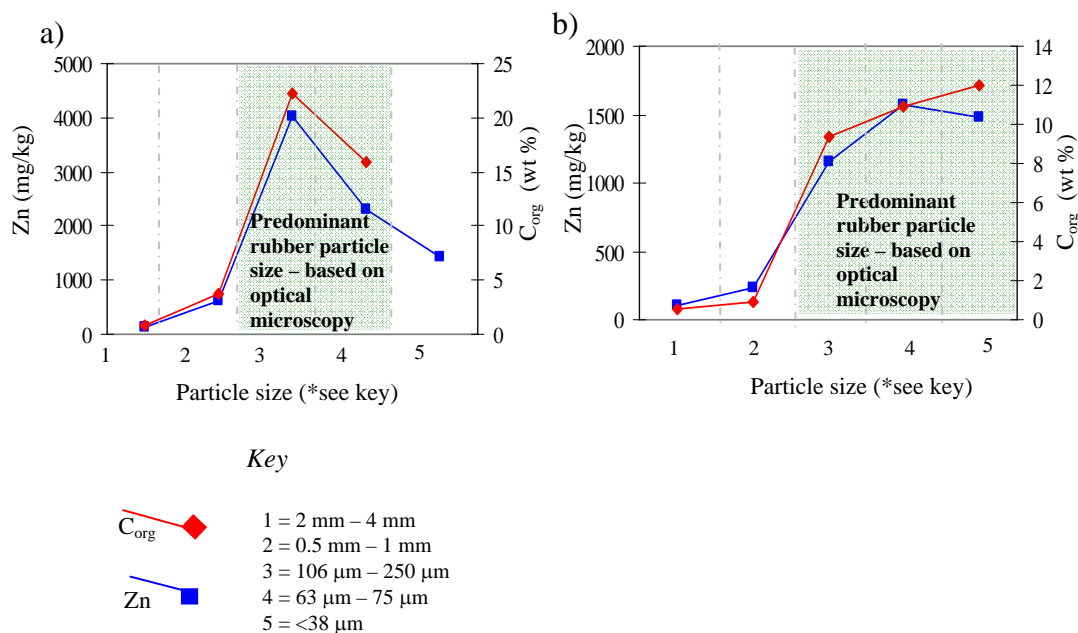 a)
5000
4000
3000
2000
1000
0
Zn (mg/kg)
25
20
15
10
5
0
C_org (wt %)
Predominant
rubber particle
size – based on
optical
microscopy
1 2 3 4 5
Particle size (*see key)
b)
2000
1500
1000
500
0
Zn (mg/kg)
14
12
10
8
6
4
2
0
C_org (wt %)
Predominant
rubber particle
size – based on
optical
microscopy
1 2 3 4 5
Particle size (*see key)
Key
C_org
Zn
1 = 2 mm – 4 mm
2 = 0.5 mm – 1 mm
3 = 106 μm – 250 μm
4 = 63 μm – 75 μm
5 = <38 μm